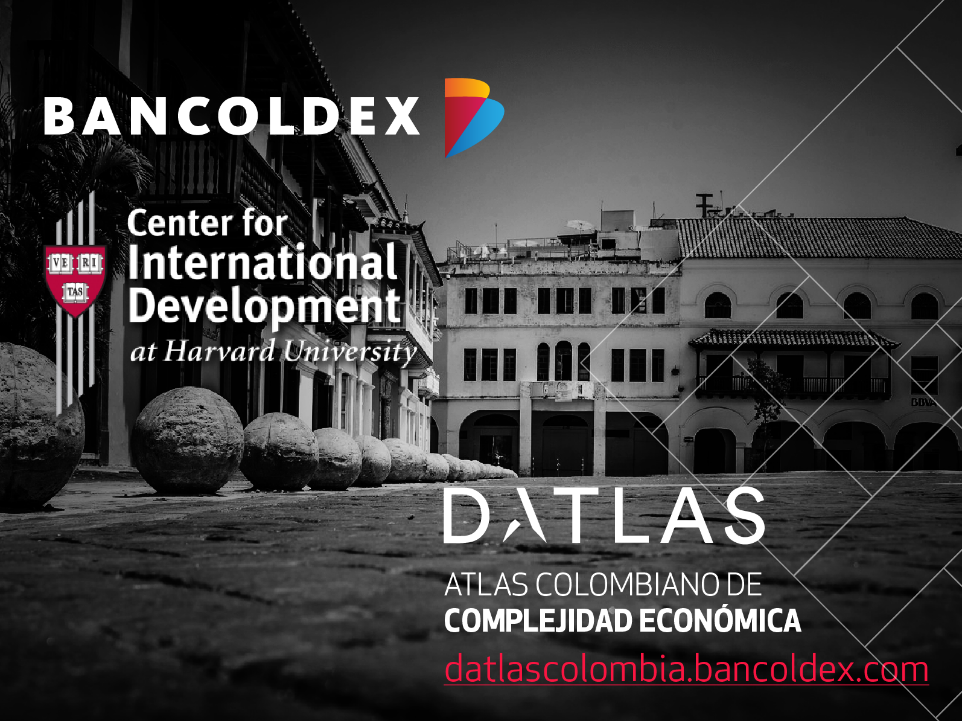 BANCOLDEX
Center for
International
Development
at Harvard University
VE RI
TAS
BBVA
DATLAS
ATLAS COLOMBIANO DE
COMPLEJIDAD ECONÓMICA
datlascolombia.bancoldex.com